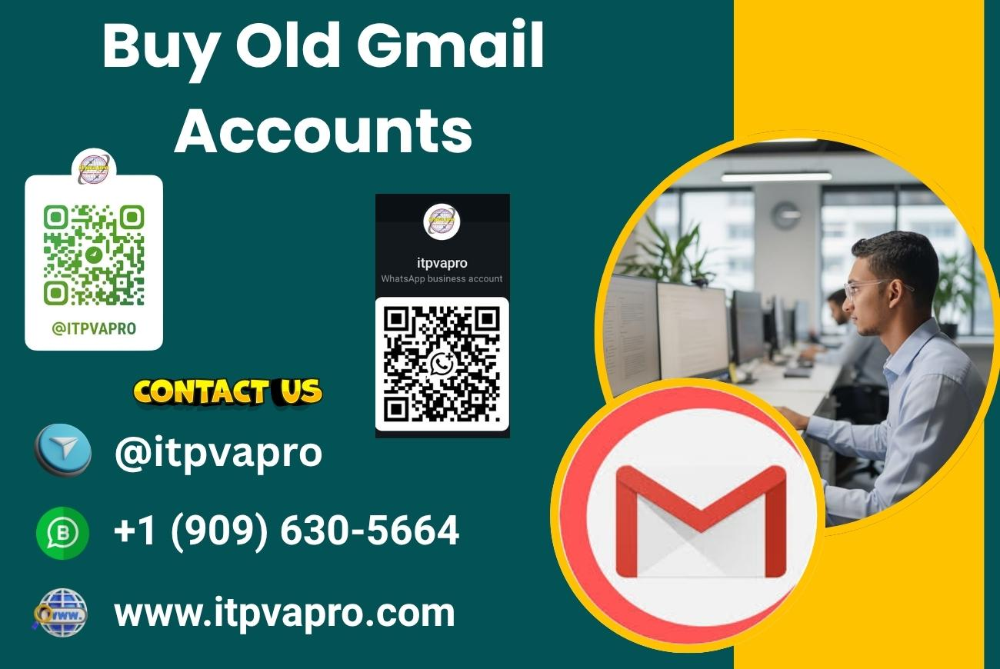 Buy Old Gmail
Accounts
@ITPVAPRO
itpvapro
WhatsApp business account
CONTACT US
@itpvapro
B
+1 (909) 630-5664
www.
www.itpvapro.com